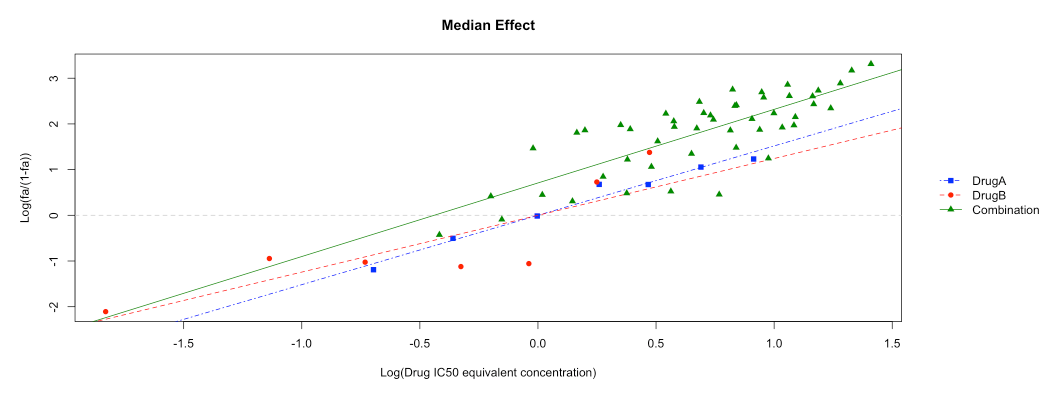 Median Effect
Log(fa/(1-fa))
3
2
1
0
-1
-2
-1.5
-1.0
-0.5
0.0
0.5
1.0
1.5
Log(Drug IC50 equivalent concentration)
DrugA
DrugB
Combination